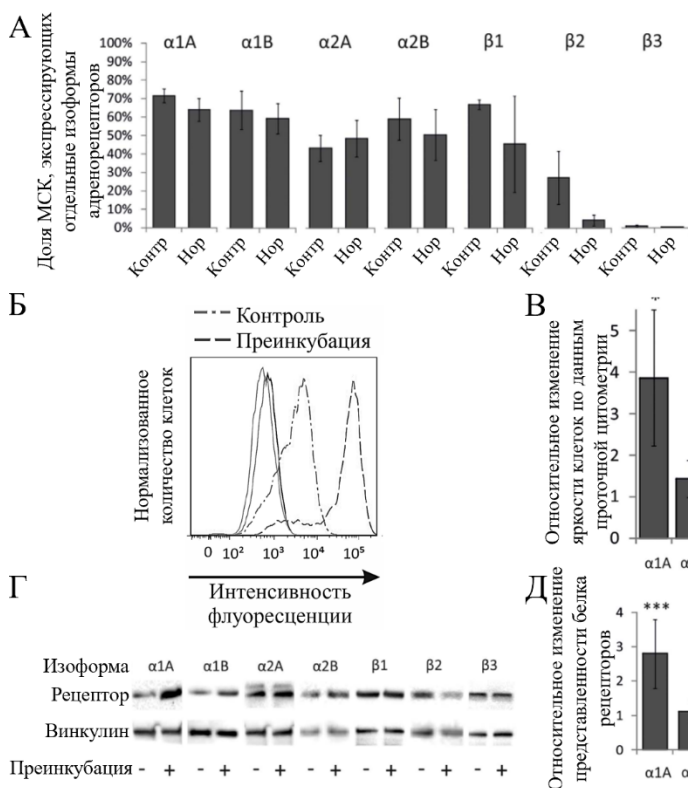 А
Доля МСК, экспрессирующих
отдельные изоформы
адренорецепторов
α1A α1B α2A α2B β1 β2 β3
100%
90%
80%
70%
60%
50%
40%
30%
20%
10%
0%
Контр Нор Контр Нор Контр Нор Контр Нор Контр Нор Контр Нор Контр Нор
Б
Контроль
Преинкубация
Нормализованное
количество клеток
0 10² 10³ 10⁴ 10⁵
Интенсивность
флуоресценции
В
Относительное изменение
яркости клеток по данным
проточной цитометрии
*
5
4
3
2
1
0
α1A α
Г
Изоформа α1A α1B α2A α2B β1 β2 β3
Рецептор
Винкулин
Преинкубация - + - + - + - + - + - + - +
Д
Относительное изменение
представленности белка
рецепторов
***
4
3
2
1
0
α1A α